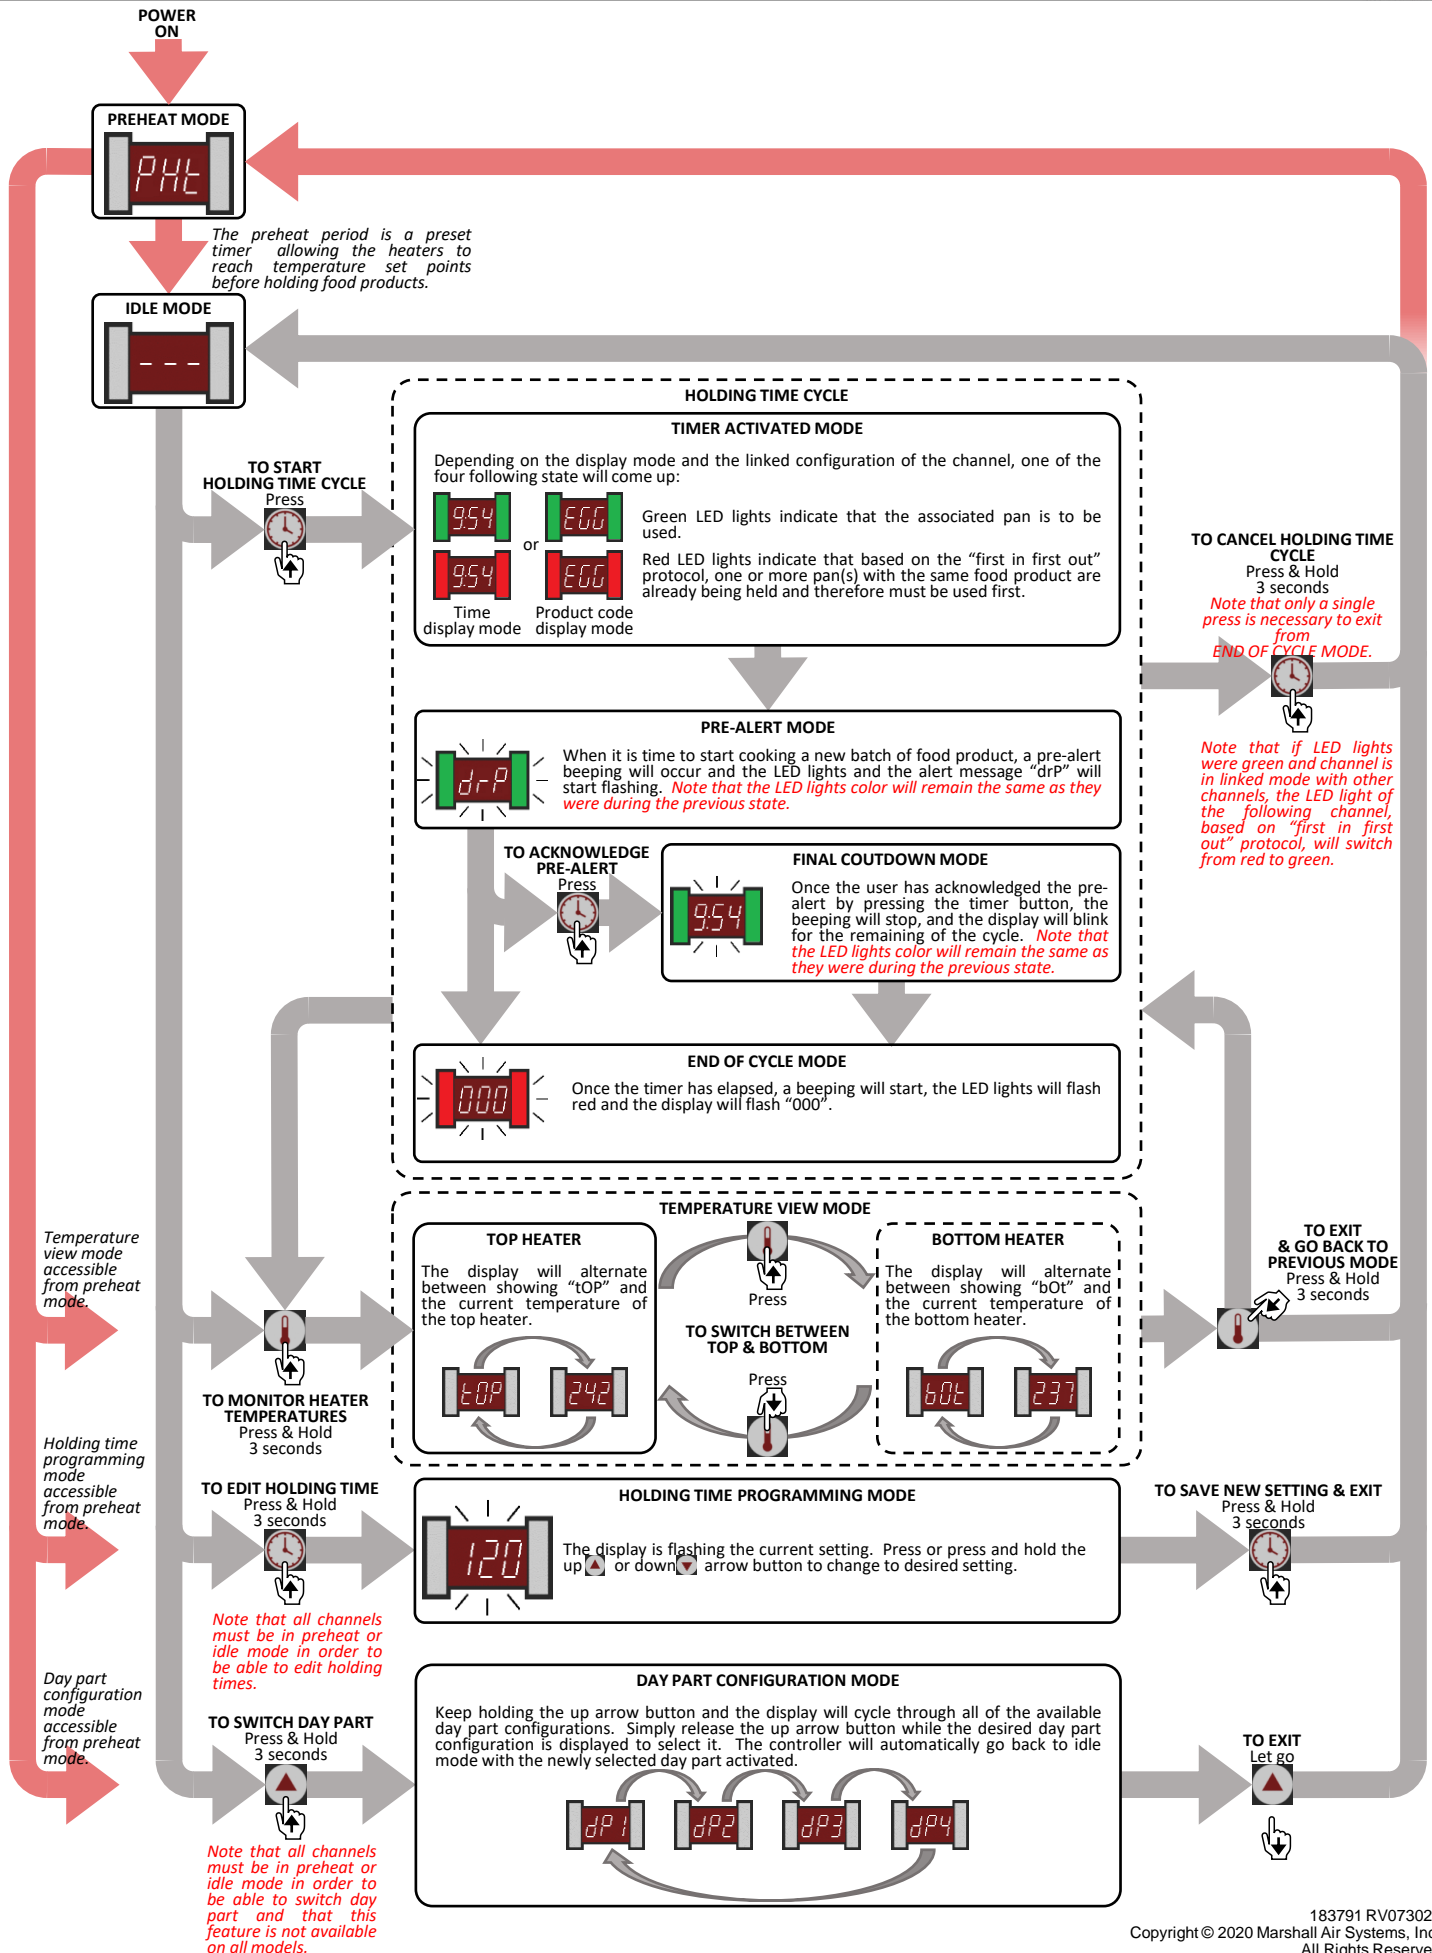 POWER
ON
PREHEAT MODE
PHt
The preheat period is a preset
timer allowing the heaters to
reach temperature set points
before holding food products.
IDLE MODE
- - -
HOLDING TIME CYCLE
TIMER ACTIVATED MODE
Depending on the display mode and the linked configuration of the channel, one of the
four following state will come up:
TO START
HOLDING TIME CYCLE
Press
9:54
EGG
or
9:54
EGG
Time
display mode
Product code
display mode
Green LED lights indicate that the associated pan is to be
used.
Red LED lights indicate that based on the “first in first out”
protocol, one or more pan(s) with the same food product are
already being held and therefore must be used first.
TO CANCEL HOLDING TIME
CYCLE
Press & Hold
3 seconds
Note that only a single
press is necessary to exit
from
END OF CYCLE MODE.
Note that if LED lights
were green and channel is
in linked mode with other
channels, the LED light of
the following channel,
based on “first in first
out” protocol, will switch
from red to green.
PRE-ALERT MODE
drP
When it is time to start cooking a new batch of food product, a pre-alert
beeping will occur and the LED lights and the alert message “drP” will
start flashing. Note that the LED lights color will remain the same as they
were during the previous state.
TO ACKNOWLEDGE
PRE-ALERT
Press
FINAL COUTDOWN MODE
9:54
Once the user has acknowledged the pre-
alert by pressing the timer button, the
beeping will stop, and the display will blink
for the remaining of the cycle. Note that
the LED lights color will remain the same as
they were during the previous state.
END OF CYCLE MODE
000
Once the timer has elapsed, a beeping will start, the LED lights will flash
red and the display will flash “000”.
Temperature
view mode
accessible
from preheat
mode.
TO MONITOR HEATER
TEMPERATURES
Press & Hold
3 seconds
TEMPERATURE VIEW MODE
TOP HEATER
The display will alternate
between showing “tOP” and
the current temperature of
the top heater.
tOP
242
Press
TO SWITCH BETWEEN
TOP & BOTTOM
Press
BOTTOM HEATER
The display will alternate
between showing “bOt” and
the current temperature of
the bottom heater.
bOt
237
TO EXIT
& GO BACK TO
PREVIOUS MODE
Press & Hold
3 seconds
Holding time
programming
mode
accessible
from preheat
mode.
TO EDIT HOLDING TIME
Press & Hold
3 seconds
Note that all channels
must be in preheat or
idle mode in order to
be able to edit holding
times.
HOLDING TIME PROGRAMMING MODE
120
The display is flashing the current setting. Press or press and hold the
up or down arrow button to change to desired setting.
TO SAVE NEW SETTING & EXIT
Press & Hold
3 seconds
Day part
configuration
mode
accessible
from preheat
mode.
TO SWITCH DAY PART
Press & Hold
3 seconds
Note that all channels
must be in preheat or
idle mode in order to
be able to switch day
part and that this
feature is not available
on all models.
DAY PART CONFIGURATION MODE
Keep holding the up arrow button and the display will cycle through all of the available
day part configurations. Simply release the up arrow button while the desired day part
configuration is displayed to select it. The controller will automatically go back to idle
mode with the newly selected day part activated.
dP1
dP2
dP3
dP4
TO EXIT
Let go
183791 RV07302
Copyright © 2020 Marshall Air Systems, Inc
All Rights Reserve